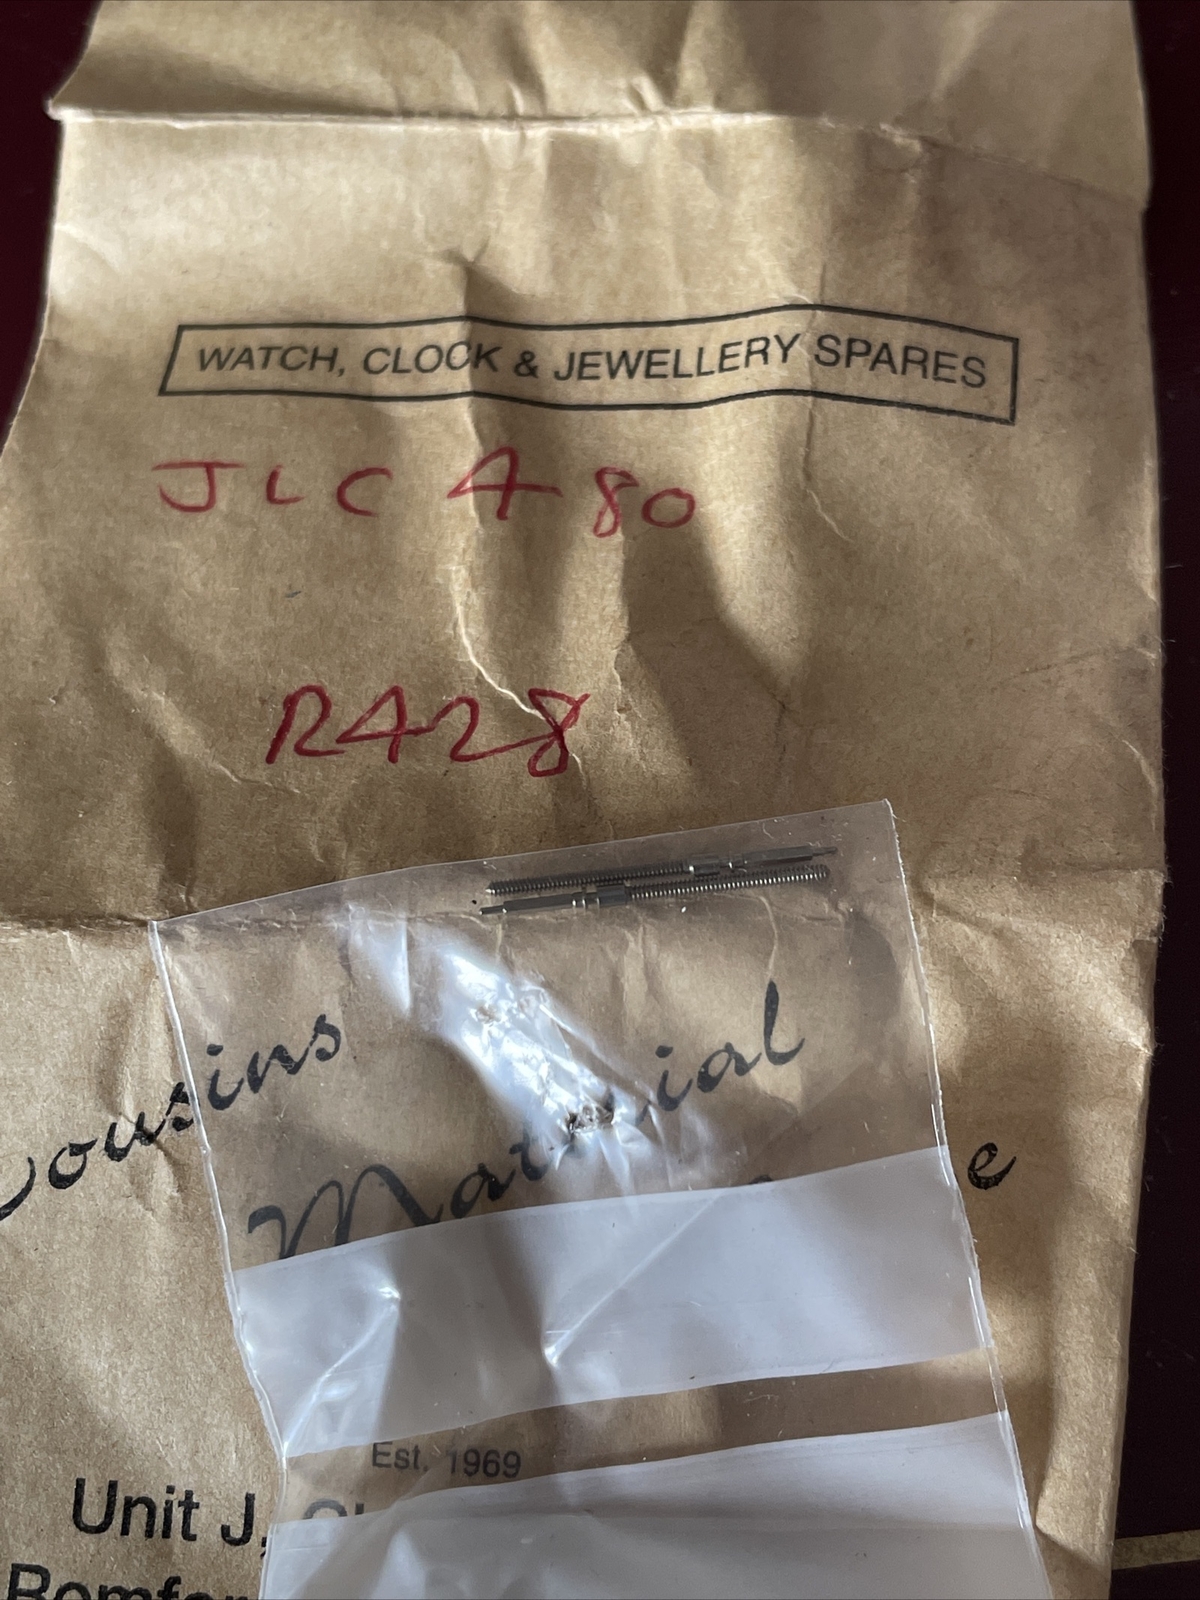 WATCH, CLOCK & JEWELLERY SPARES
JLC 480
R428
Cousins
Material
e
Est. 1969
Unit J,